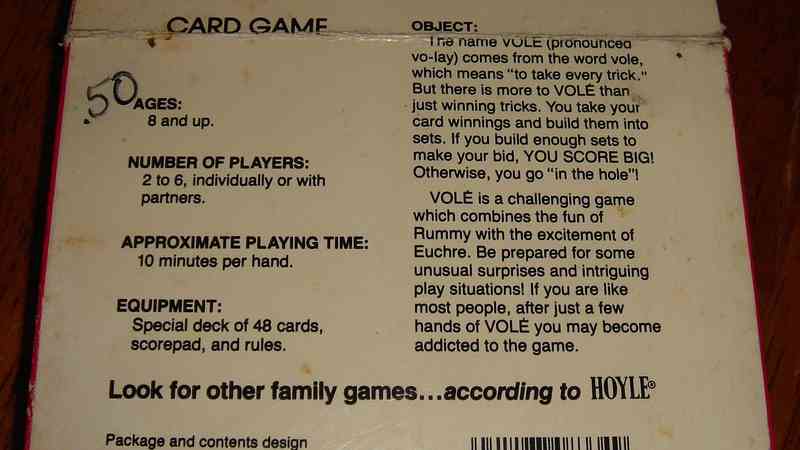 CARD GAME
.50
AGES:
8 and up.
NUMBER OF PLAYERS:
2 to 6, individually or with
partners.
APPROXIMATE PLAYING TIME:
10 minutes per hand.
EQUIPMENT:
Special deck of 48 cards,
scorepad, and rules.
OBJECT:
The name VOLÉ (pronounced
vo-lay) comes from the word vole,
which means "to take every trick."
But there is more to VOLÉ than
just winning tricks. You take your
card winnings and build them into
sets. If you build enough sets to
make your bid, YOU SCORE BIG!
Otherwise, you go "in the hole"!
VOLÉ is a challenging game
which combines the fun of
Rummy with the excitement of
Euchre. Be prepared for some
unusual surprises and intriguing
play situations! If you are like
most people, after just a few
hands of VOLÉ you may become
addicted to the game.
Look for other family games...according to HOYLE®
Package and contents design